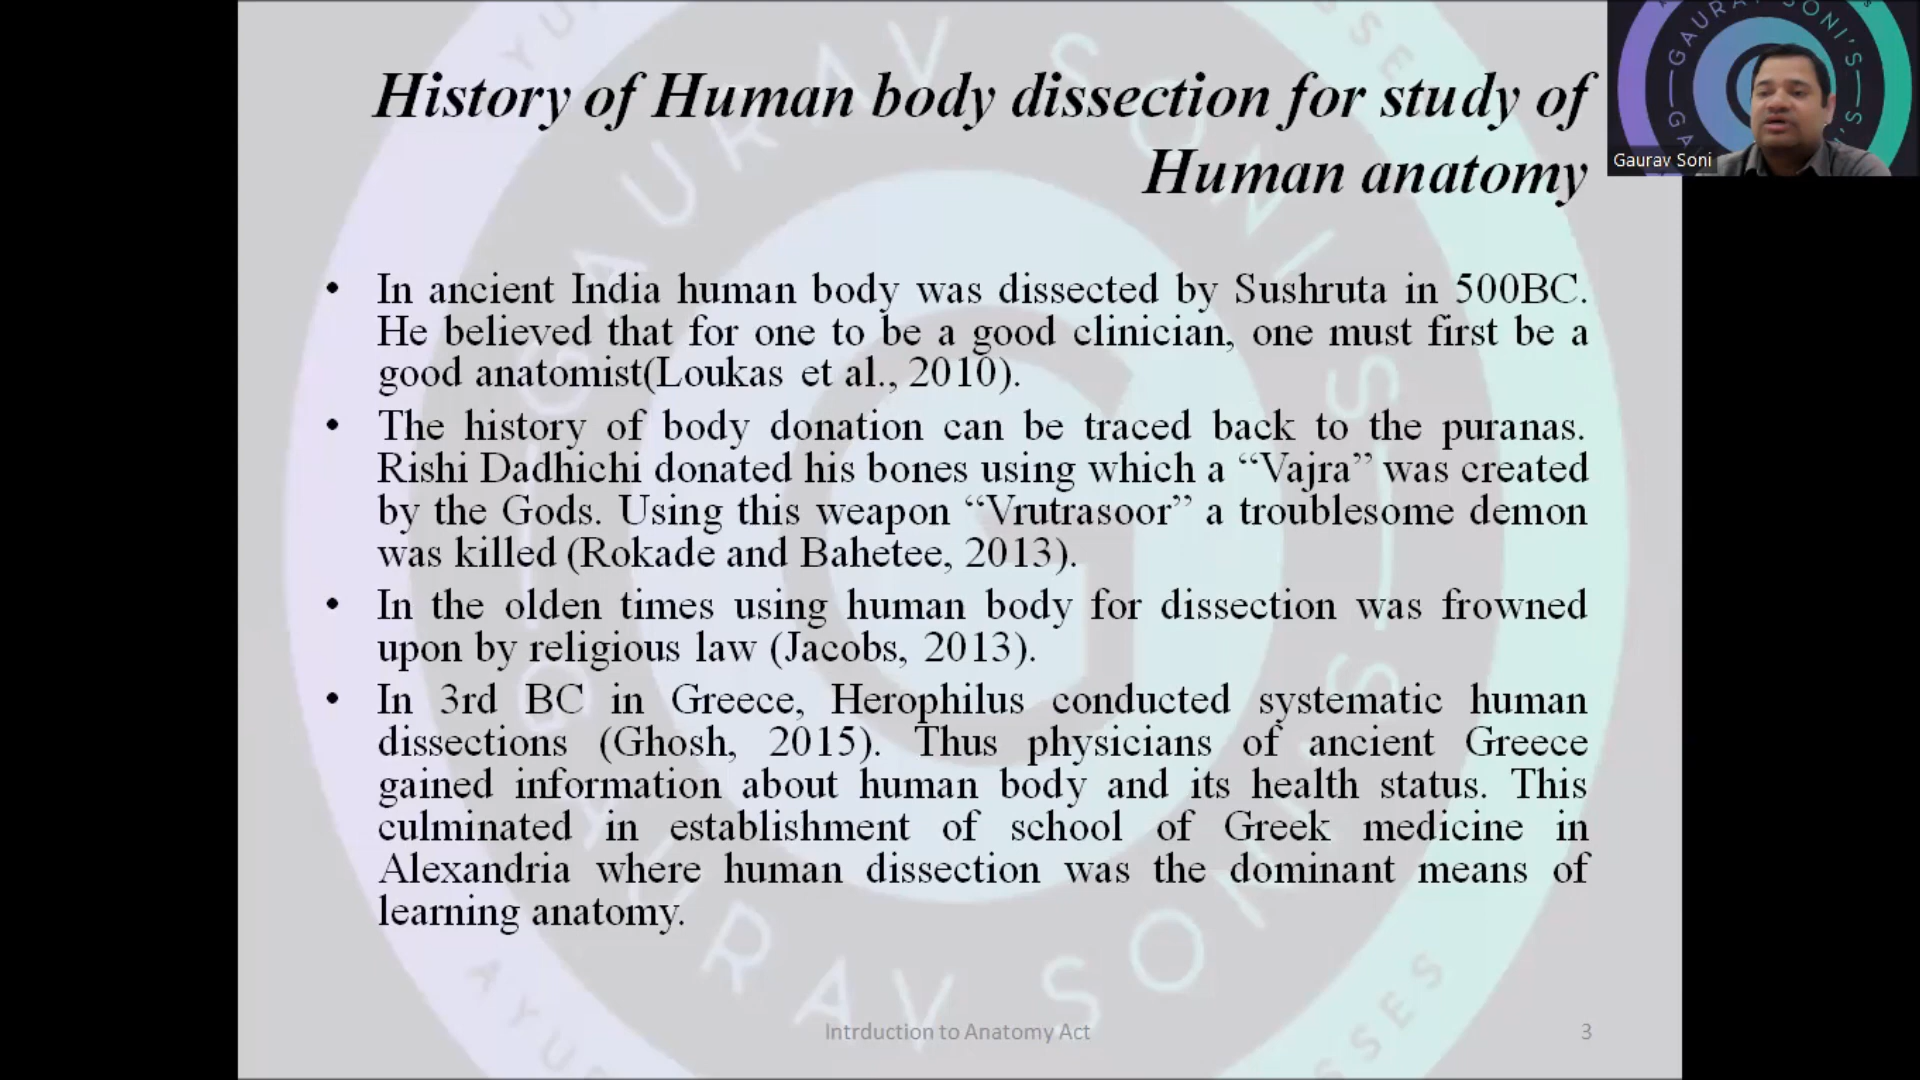 History of Human body dissection for study of
Human anatomy
Gaurav Soni
• In ancient India human body was dissected by Sushruta in 500BC.
He believed that for one to be a good clinician, one must first be a
good anatomist(Loukas et al., 2010).
• The history of body donation can be traced back to the puranas.
Rishi Dadhichi donated his bones using which a “Vajra” was created
by the Gods. Using this weapon “Vrutrasoor” a troublesome demon
was killed (Rokade and Bahetee, 2013).
• In the olden times using human body for dissection was frowned
upon by religious law (Jacobs, 2013).
• In 3rd BC in Greece, Herophilus conducted systematic human
dissections (Ghosh, 2015). Thus physicians of ancient Greece
gained information about human body and its health status. This
culminated in establishment of school of Greek medicine in
Alexandria where human dissection was the dominant means of
learning anatomy.
Intrduction to Anatomy Act
3
GAURAV SONI'S
GAURAV SONI'S